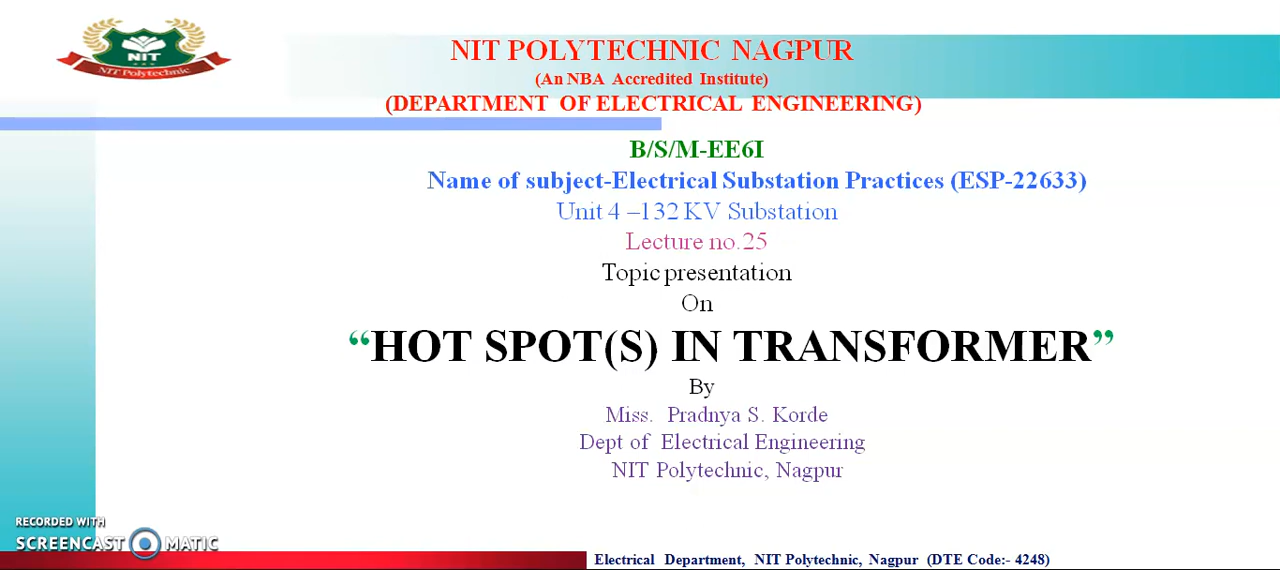 NIT
NIT Polytechnic
NIT POLYTECHNIC NAGPUR
(An NBA Accredited Institute)
(DEPARTMENT OF ELECTRICAL ENGINEERING)
B/S/M-EE6I
Name of subject-Electrical Substation Practices (ESP-22633)
Unit 4 –132 KV Substation
Lecture no.25
Topic presentation
On
“HOT SPOT(S) IN TRANSFORMER”
By
Miss. Pradnya S. Korde
Dept of Electrical Engineering
NIT Polytechnic, Nagpur
RECORDED WITH
SCREENCAST MATIC
Electrical Department, NIT Polytechnic, Nagpur (DTE Code:- 4248)